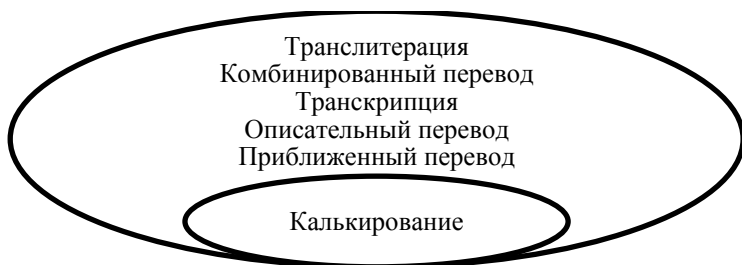 Транслитерация
Комбинированный перевод
Транскрипция
Описательный перевод
Приближенный перевод
Калькирование